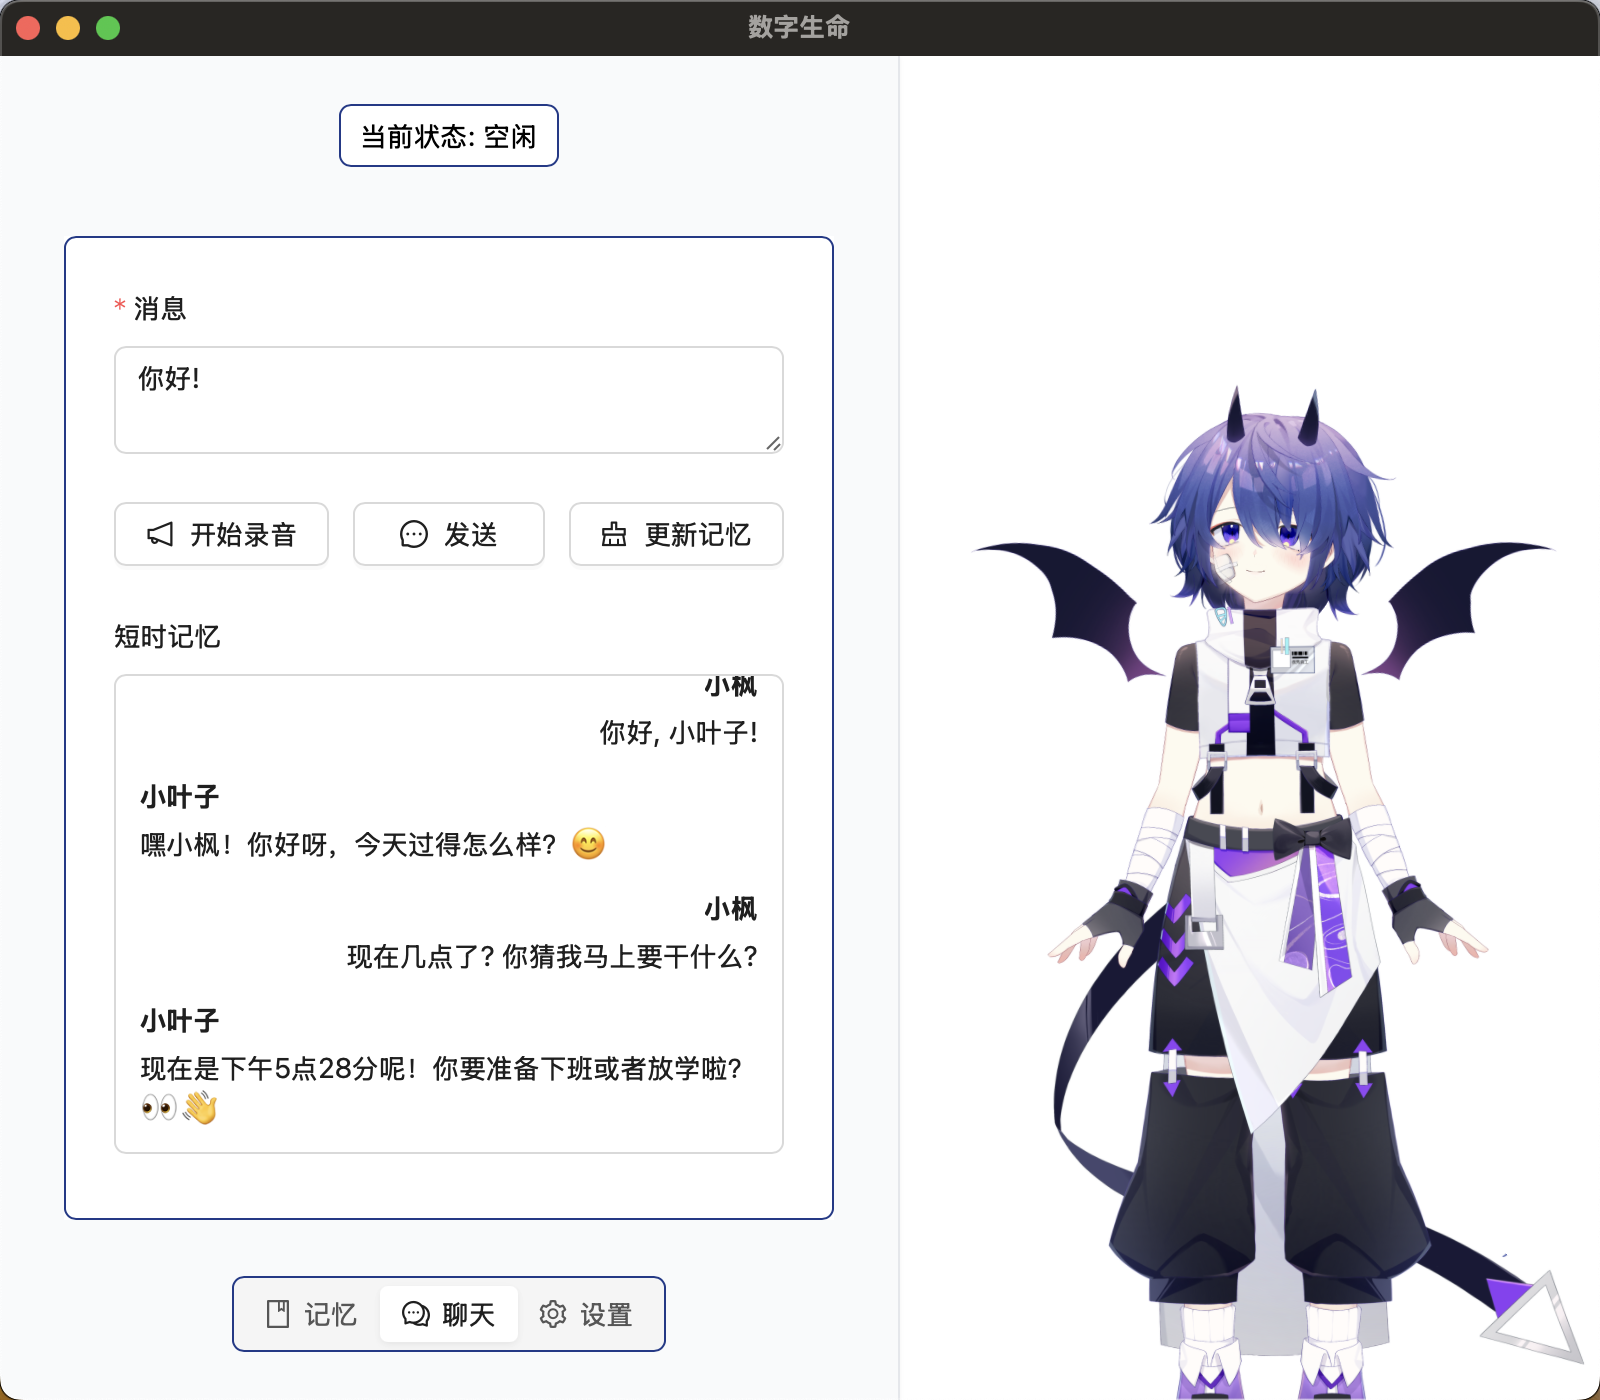 数字生命
当前状态: 空闲
* 消息
你好!
开始录音
发送
更新记忆
短时记忆
小枫
你好, 小叶子!
小叶子
嘿小枫！你好呀，今天过得怎么样？😊
小枫
现在几点了? 你猜我马上要干什么?
小叶子
现在是下午5点28分呢！你要准备下班或者放学啦？
👀👋
记忆
聊天
设置